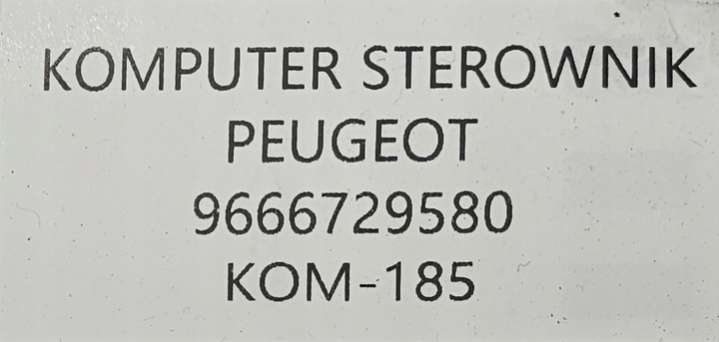 KOMPUTER STEROWNIK
PEUGEOT
9666729580
KOM-185